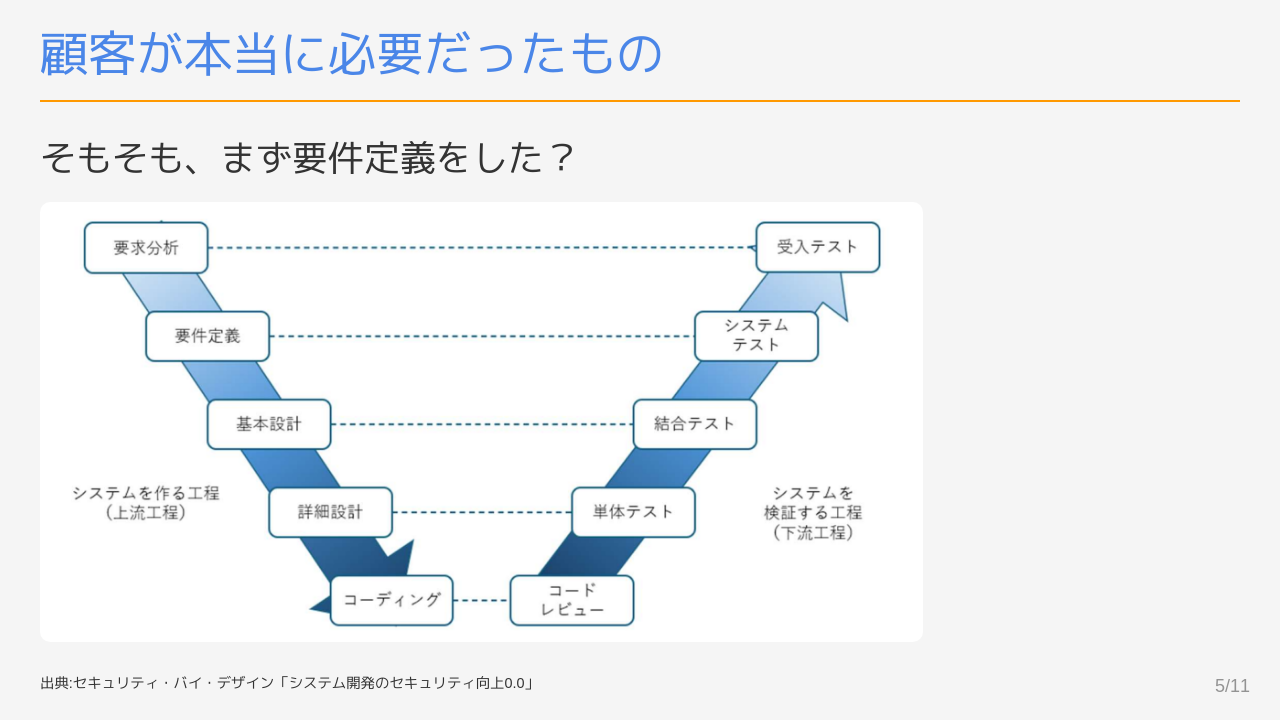 顧客が本当に必要だったもの
そもそも、まず要件定義をした？
要求分析
受入テスト
要件定義
システム
テスト
基本設計
結合テスト
システムを作る工程
（上流工程）
詳細設計
単体テスト
システムを
検証する工程
（下流工程）
コーディング
コード
レビュー
出典:セキュリティ・バイ・デザイン「システム開発のセキュリティ向上0.0」
5/11